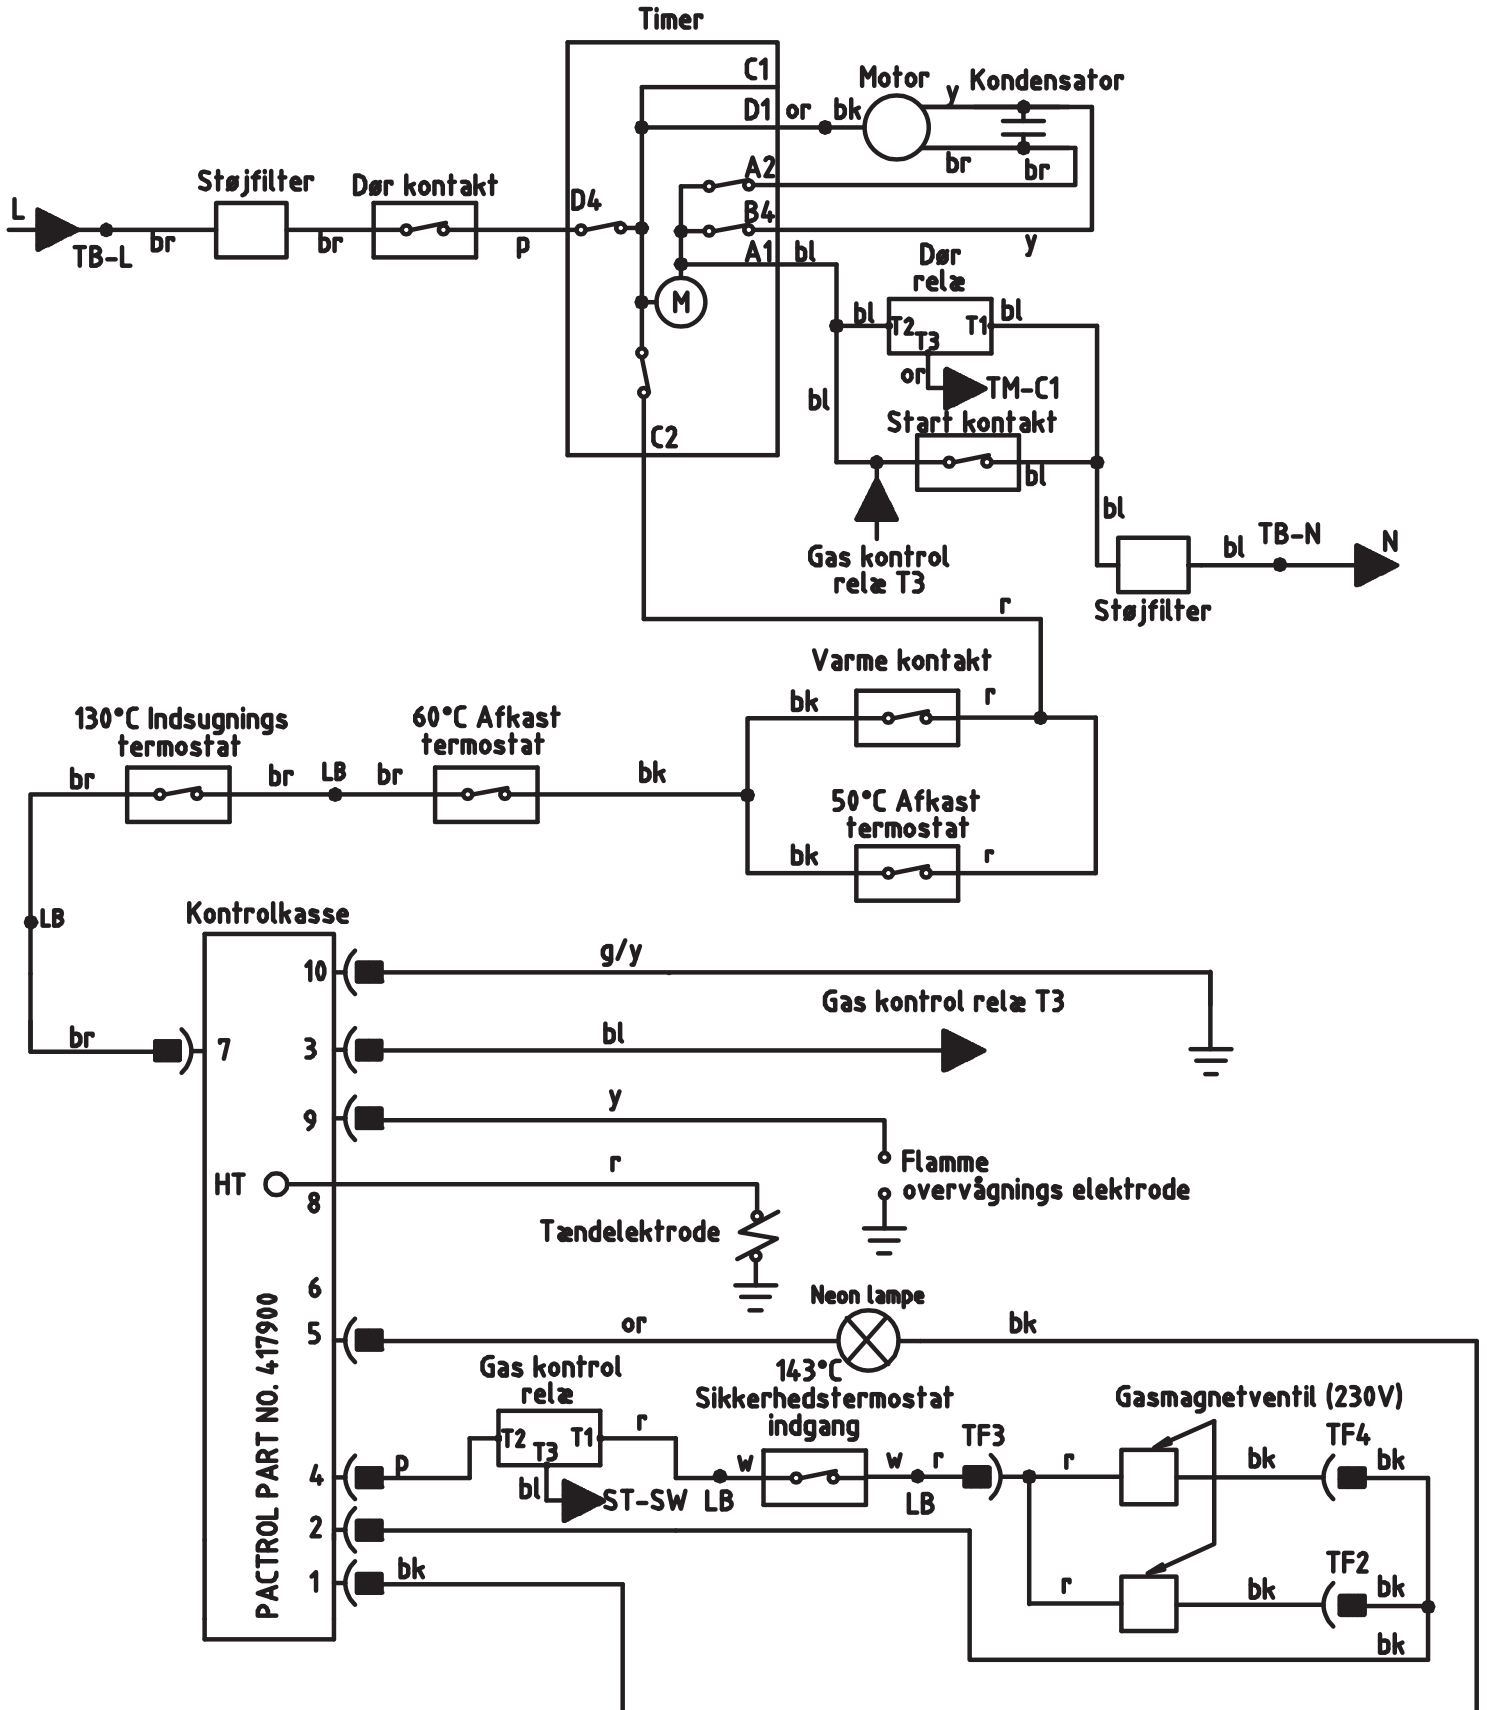 Timer
C1
Motor
y
Kondensator
D1
or
bk
A2
br
br
Støjfilter
Dør kontakt
D4
L
TB-L
br
br
p
B4
y
A1
bl
Dør
relæ
M
bl
T2
T3
T1
bl
or
TM-C1
bl
Start kontakt
C2
bl
bl
Gas kontrol
relæ T3
bl
TB-N
N
Støjfilter
r
Varme kontakt
bk
r
130°C Indsugnings
termostat
60°C Afkast
termostat
br
br
LB
br
bk
50°C Afkast
termostat
bk
r
LB
Kontrolkasse
10
g/y
Gas kontrol relæ T3
br
7
3
bl
9
y
Flamme
overvågnings elektrode
HT
r
8
Tændelektrode
6
Neon lampe
5
or
bk
PACTROL PART NO. 417900
Gas kontrol
relæ
143°C
Sikkerhedstermostat
indgang
Gasmagnetventil (230V)
T2
T3
T1
r
TF3
TF4
4
p
w
w
r
r
bk
bk
bl
ST-SW
LB
LB
2
TF2
1
bk
r
bk
bk
bk